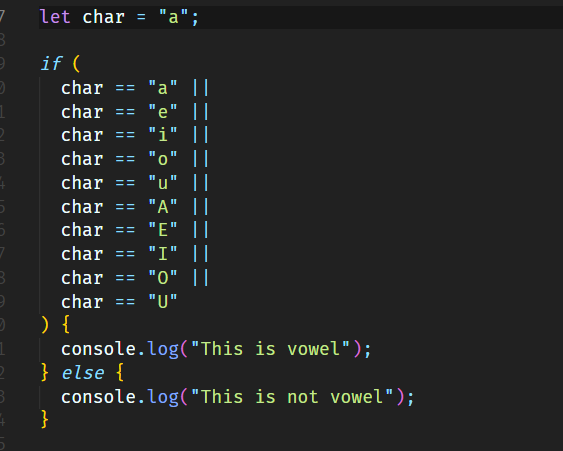 let char = "a";
if (
char == "a" ||
char == "e" ||
char == "i" ||
char == "o" ||
char == "u" ||
char == "A" ||
char == "E" ||
char == "I" ||
char == "O" ||
char == "U"
) {
console.log("This is vowel");
} else {
console.log("This is not vowel");
}